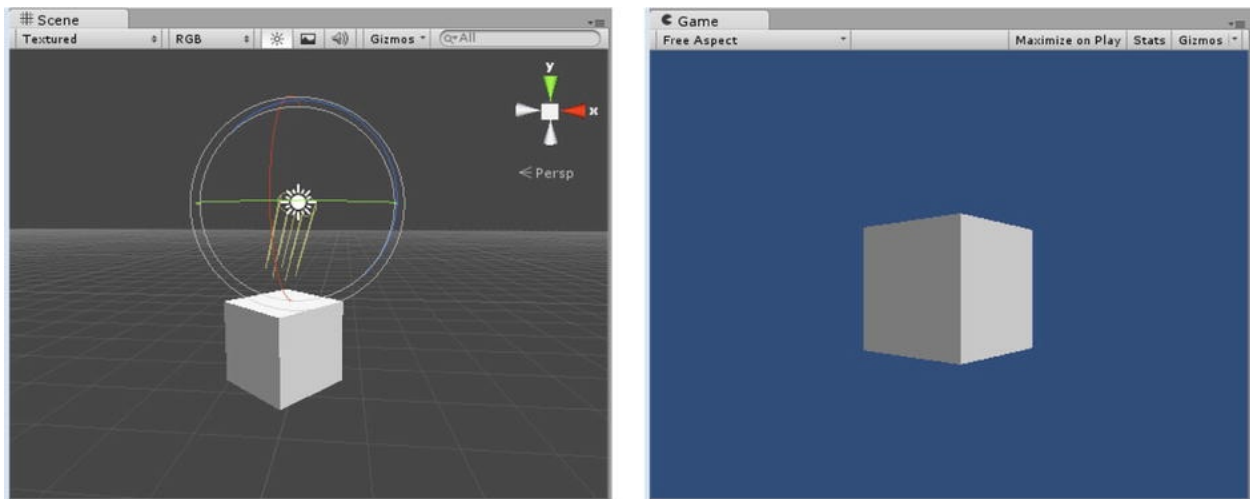 Scene
Textured RGB Gizmos All
y
x
Persp
Game
Free Aspect Maximize on Play Stats Gizmos